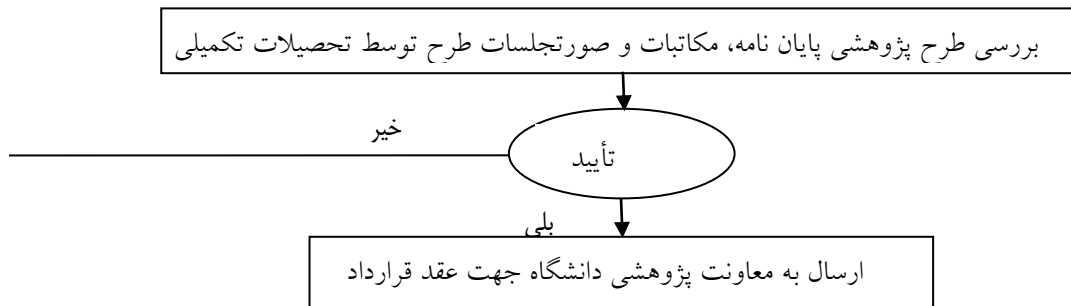 بررسی طرح پژوهشی پایان نامه، مکاتبات و صورتجلسات طرح توسط تحصیلات تکمیلی
خیر
تأیید
بلی
ارسال به معاونت پژوهشی دانشگاه جهت عقد قرارداد